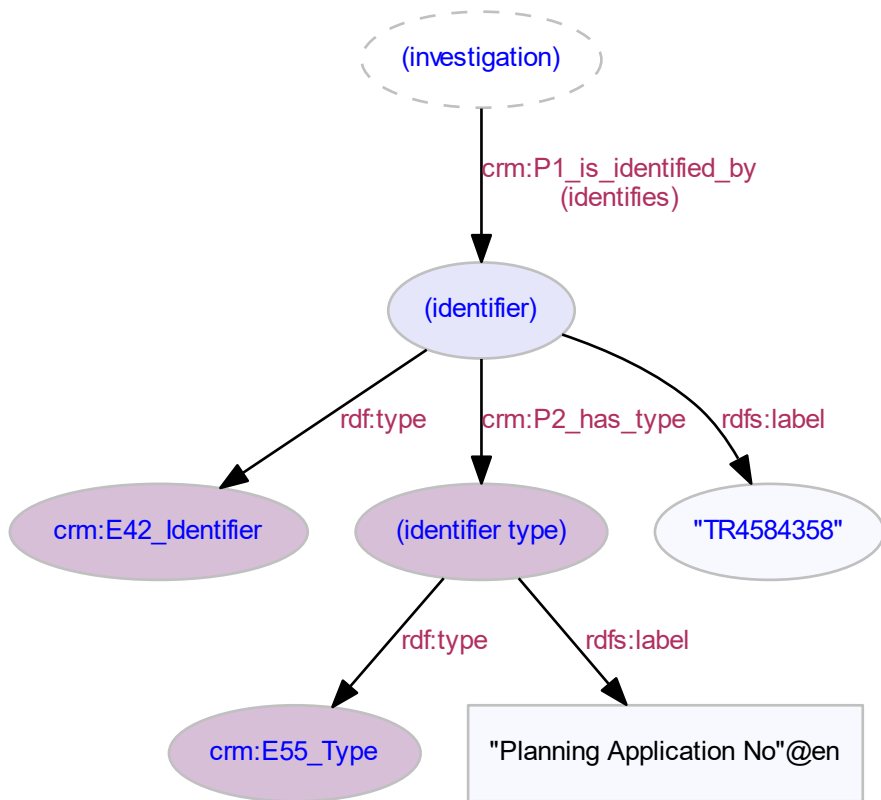 (investigation)
crm:P1_is_identified_by
(identifies)
(identifier)
rdf:type
crm:P2_has_type
rdfs:label
crm:E42_Identifier
(identifier type)
"TR4584358"
rdf:type
rdfs:label
crm:E55_Type
"Planning Application No"@en